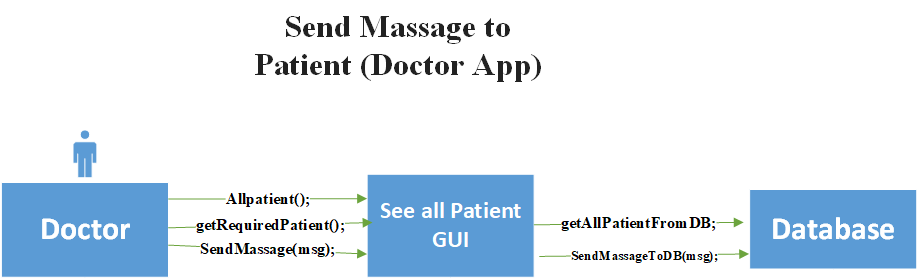 Send Massage to
Patient (Doctor App)
Doctor
Allpatient();
getRequiredPatient();
SendMassage(msg);
See all Patient
GUI
getAllPatientFromDB;
SendMassageToDB(msg);
Database